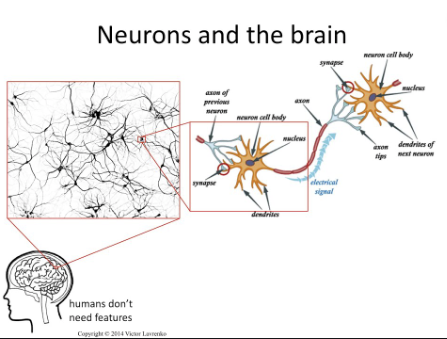 Neurons and the brain
neuron cell body
synapse
nucleus
axon of
previous
neuron
axon
neuron cell body
nucleus
synapse
dendrites
electrical
signal
axon
tips
dendrites of
next neuron
humans don't
need features
Copyright © 2014 Victor Lavrenko